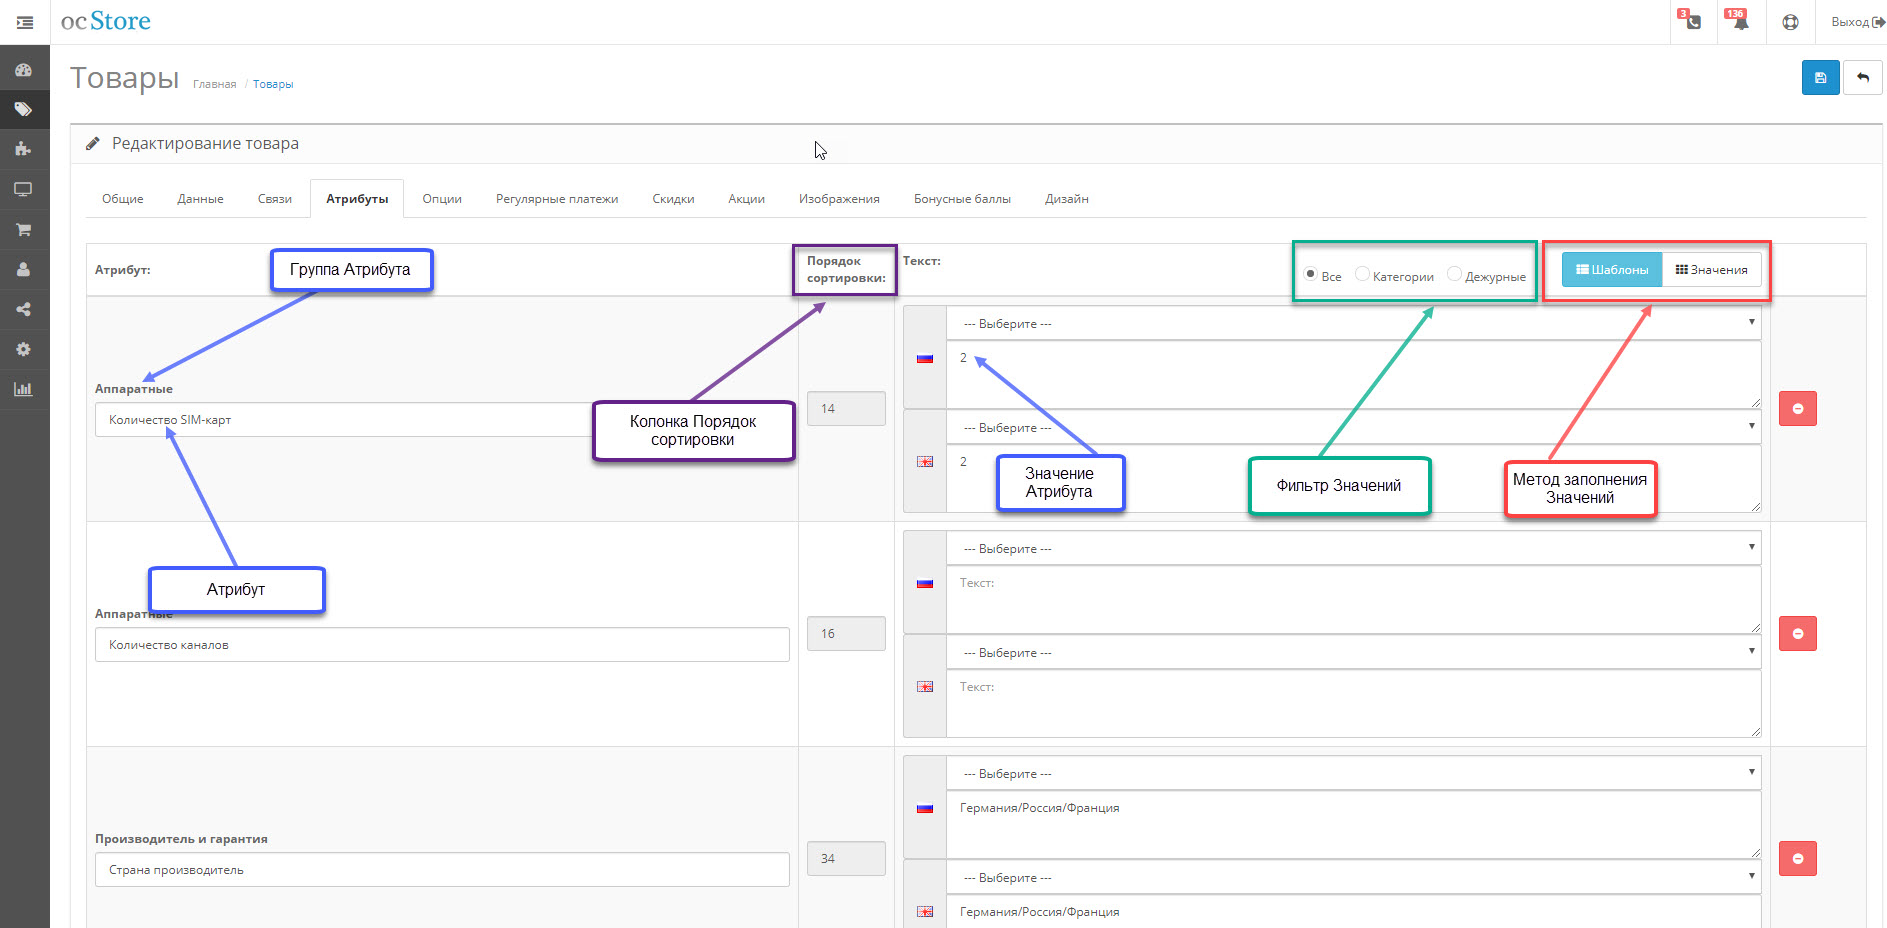 ocStore
3
136
Выход
Товары
Главная / Товары
Редактирование товара
Общие
Данные
Связи
Атрибуты
Опции
Регулярные платежи
Скидки
Акции
Изображения
Бонусные баллы
Дизайн
Атрибут:
Группа Атрибута
Порядок
сортировки:
Текст:
Все
Категории
Дежурные
Шаблоны
Значения
Аппаратные
Количество SIM-карт
14
--- Выберите ---
2
--- Выберите ---
2
Колонка Порядок
сортировки
Значение
Атрибута
Фильтр Значений
Метод заполнения
Значений
Атрибут
Аппаратные
Количество каналов
16
--- Выберите ---
Текст:
--- Выберите ---
Текст:
Производитель и гарантия
Страна производитель
34
--- Выберите ---
Германия/Россия/Франция
--- Выберите ---
Германия/Россия/Франция